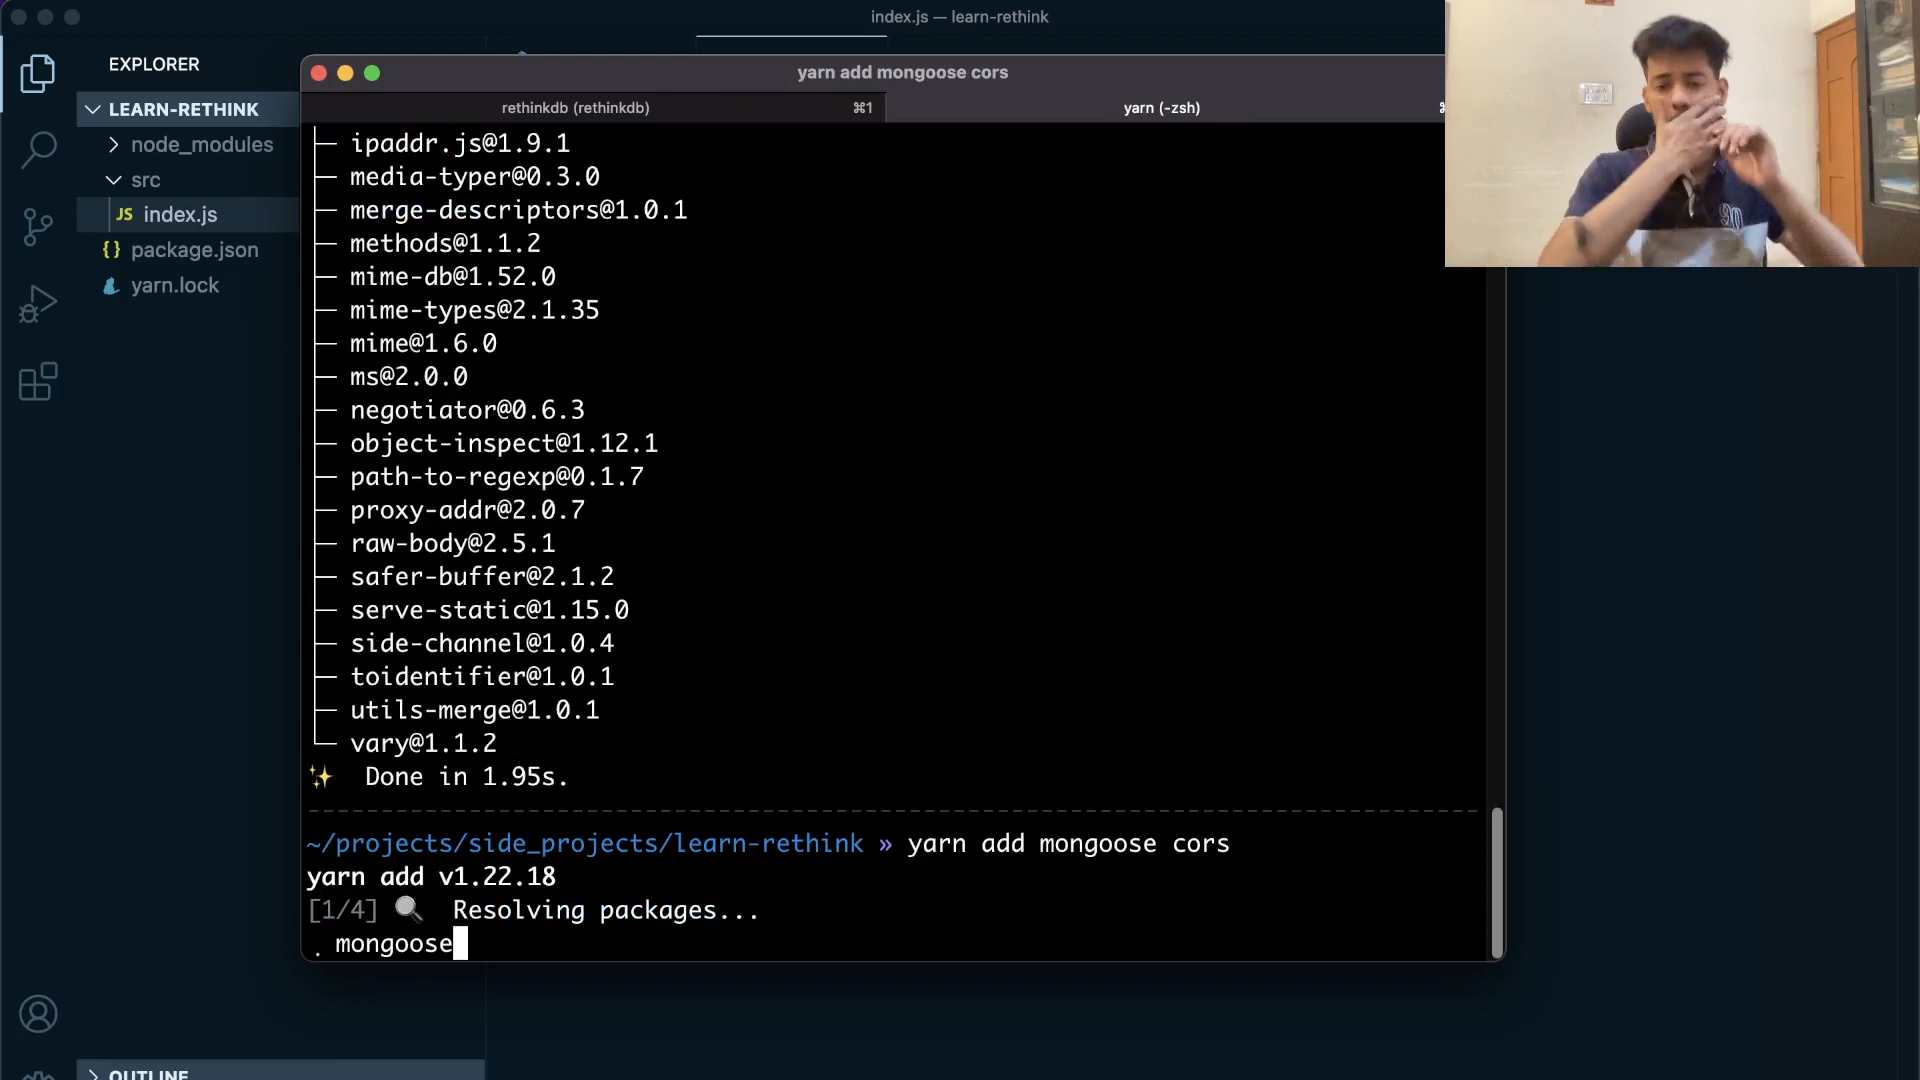 index.js — learn-rethink
EXPLORER
LEARN-RETHINK
node_modules
src
JS index.js
{} package.json
yarn.lock
OUTLINE
yarn add mongoose cors
rethinkdb (rethinkdb) ⌘1
yarn (-zsh)
├─ ipaddr.js@1.9.1
├─ media-typer@0.3.0
├─ merge-descriptors@1.0.1
├─ methods@1.1.2
├─ mime-db@1.52.0
├─ mime-types@2.1.35
├─ mime@1.6.0
├─ ms@2.0.0
├─ negotiator@0.6.3
├─ object-inspect@1.12.1
├─ path-to-regexp@0.1.7
├─ proxy-addr@2.0.7
├─ raw-body@2.5.1
├─ safer-buffer@2.1.2
├─ serve-static@1.15.0
├─ side-channel@1.0.4
├─ toidentifier@1.0.1
├─ utils-merge@1.0.1
└─ vary@1.1.2
✨ Done in 1.95s.
~/projects/side_projects/learn-rethink » yarn add mongoose cors
yarn add v1.22.18
[1/4] 🔍 Resolving packages...
. mongoose